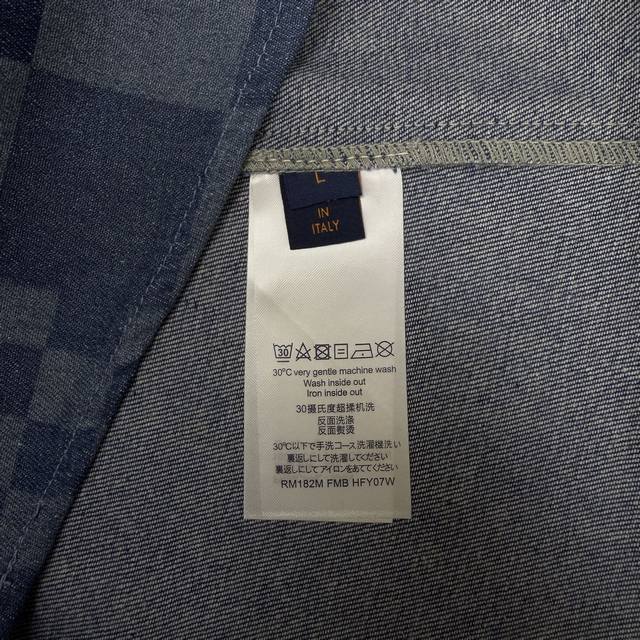 L
IN
ITALY
30
30°C very gentle machine wash
Wash inside out
Iron inside out
30摄氏度超揉机洗
反面洗涤
反面熨烫
30℃以下で手洗コース洗濯機洗い
裏返しにして洗濯してください
裏返しにしてアイロンをあててください
RM182M FMB HFY07W